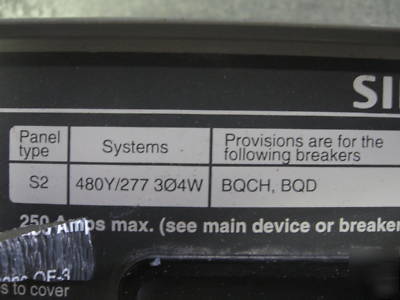 SI
Panel type
Systems
Provisions are for the following breakers
S2
480Y/277 3Ø4W
BQCH, BQD
250 Amps max. (see main device or breaker
s to cover